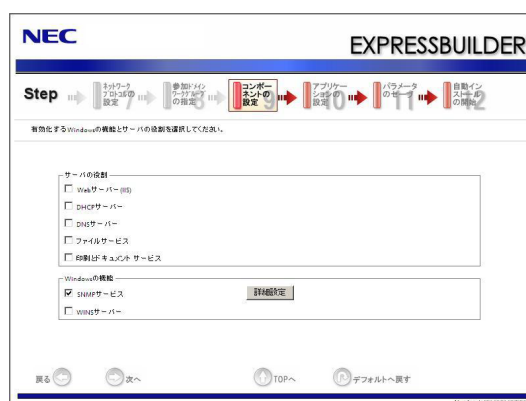 NEC
EXPRESSBUILDER
Step
ネットワーク
プロトコルの
設定
7
参加ドメイン
ワークグループ
の指定
8
コンポー
ネントの
設定
9
アプリケー
ションの
設定
10
パラメータ
のセーブ
11
自動イン
ストール
の開始
12
有効化するWindowsの機能とサーバの役割を選択してください。
サーバの役割
Webサーバー(IIS)
DHCPサーバー
DNSサーバー
ファイルサービス
印刷とドキュメント サービス
Windowsの機能
SNMPサービス
詳細設定
WINSサーバー
戻る
次へ
TOPへ
デフォルトへ戻す